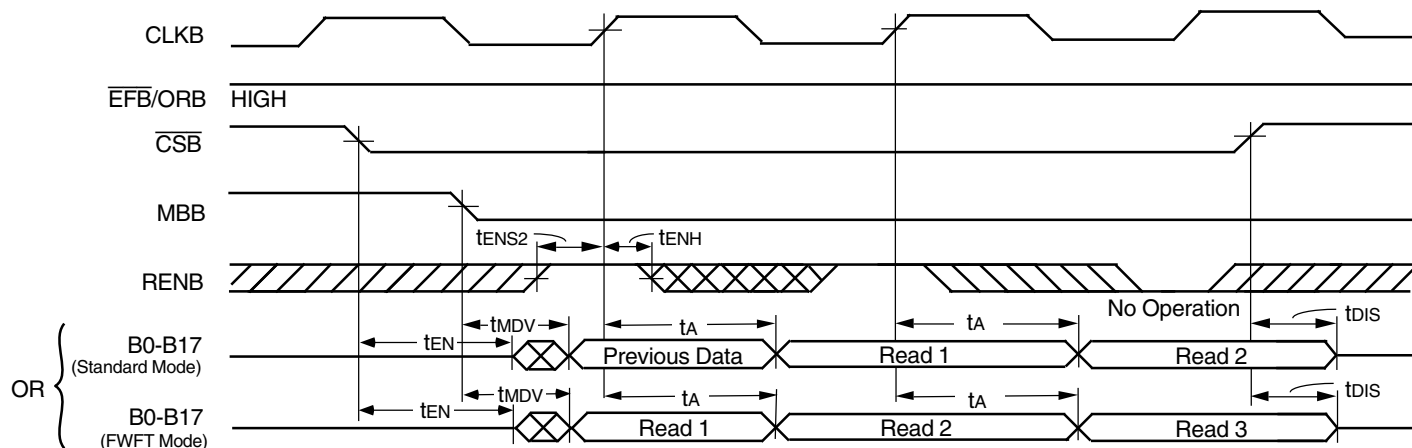 CLKB
EFB/ORB HIGH
CSB
MBB
tENS2 tENH
RENB
No Operation
tMDV tA tA tDIS
tEN
B0-B17
(Standard Mode)
Previous Data Read 1 Read 2
OR
tMDV tA tA tDIS
tEN
B0-B17
(FWFT Mode)
Read 1 Read 2 Read 3